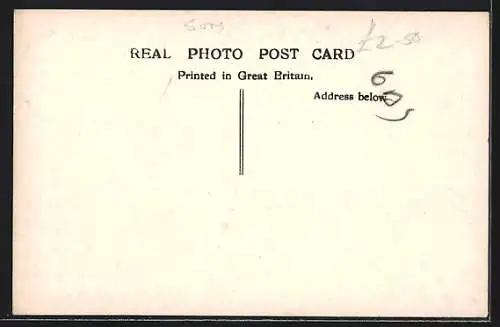 £2-50
REAL PHOTO POST CARD
Printed in Great Britain.
Address below.